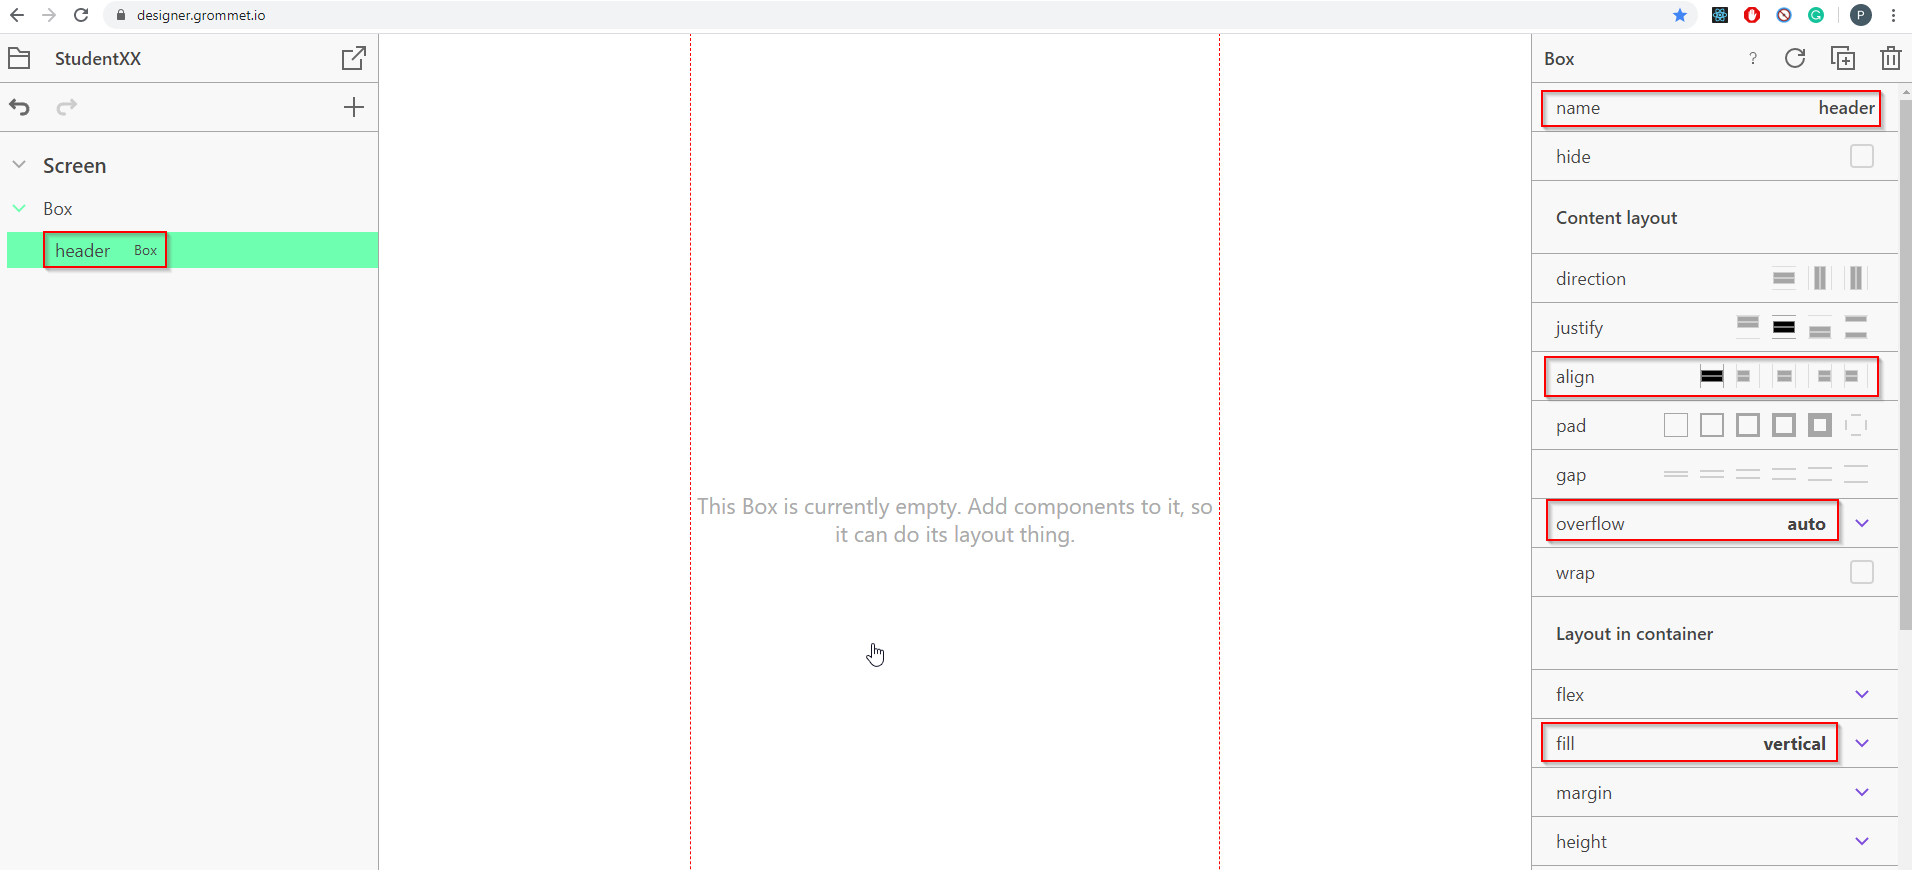 designer.grommet.io
P
StudentXX
Screen
Box
header Box
This Box is currently empty. Add components to it, so
it can do its layout thing.
Box ?
name header
hide
Content layout
direction
justify
align
pad
gap
overflow auto
wrap
Layout in container
flex
fill vertical
margin
height